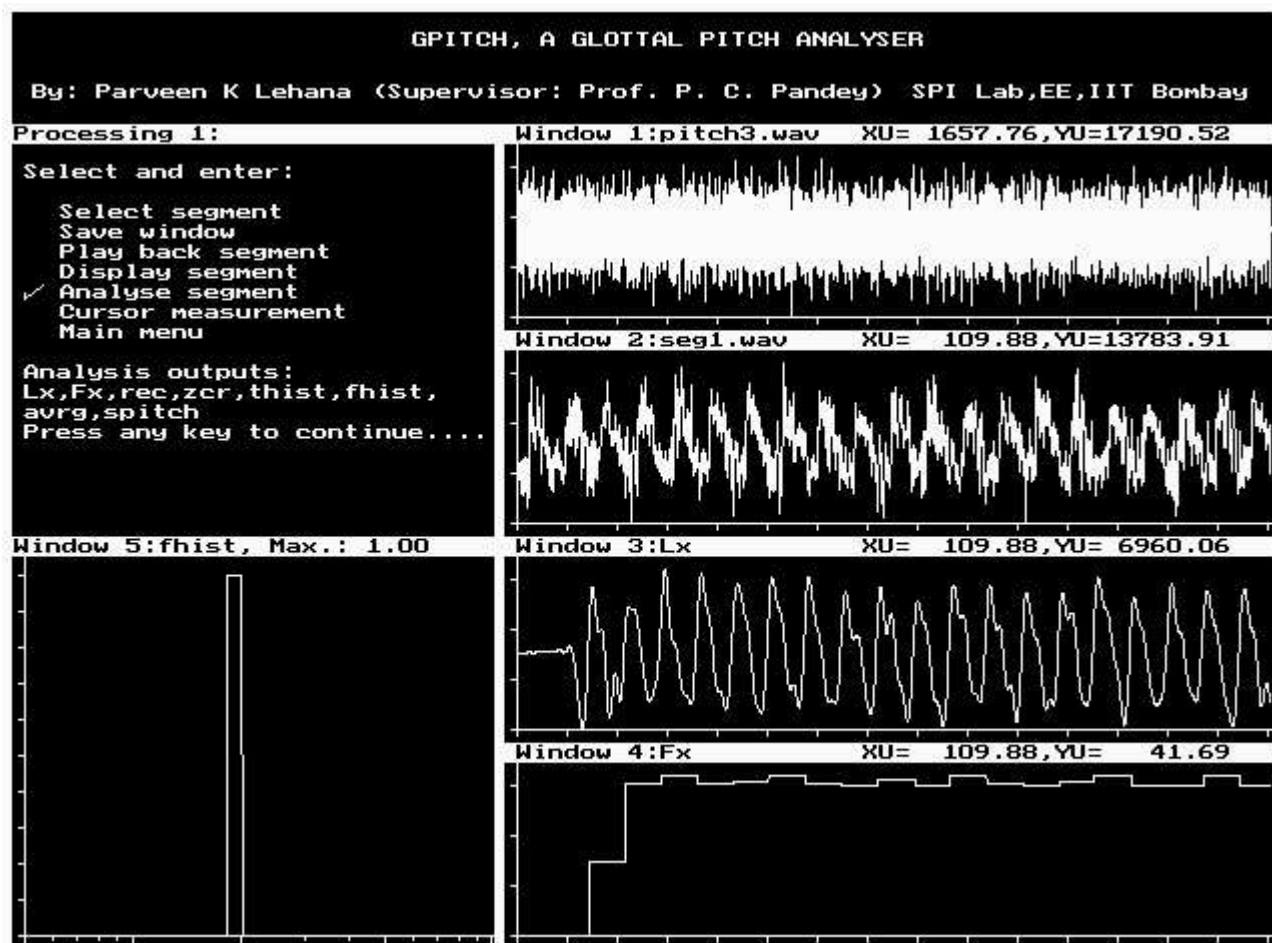 GPITCH, A GLOTTAL PITCH ANALYSER
By: Parveen K Lehana (Supervisor: Prof. P. C. Pandey) SPI Lab,EE,IIT Bombay
Processing 1:
Select and enter:
Select segment
Save window
Play back segment
Display segment
Analyse segment
Cursor measurement
Main menu
Analysis outputs:
Lx,Fx,rec,zcr,thist,fhist,
avrg,spitch
Press any key to continue....
Window 1:pitch3.wav XU= 1657.76,YU=17190.52
Window 2:seg1.wav XU= 109.88,YU=13783.91
Window 3:Lx XU= 109.88,YU= 6960.06
Window 4:Fx XU= 109.88,YU= 41.69
Window 5:fhist, Max.: 1.00